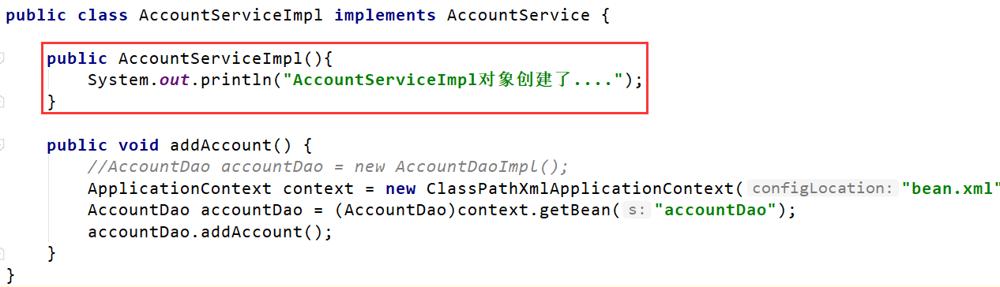 public class AccountServiceImpl implements AccountService {
public AccountServiceImpl(){
System.out.println("AccountServiceImpl对象创建了....");
}
public void addAccount() {
//AccountDao accountDao = new AccountDaoImpl();
ApplicationContext context = new ClassPathXmlApplicationContext( configLocation: "bean.xml"
AccountDao accountDao = (AccountDao)context.getBean( s: "accountDao");
accountDao.addAccount();
}
}